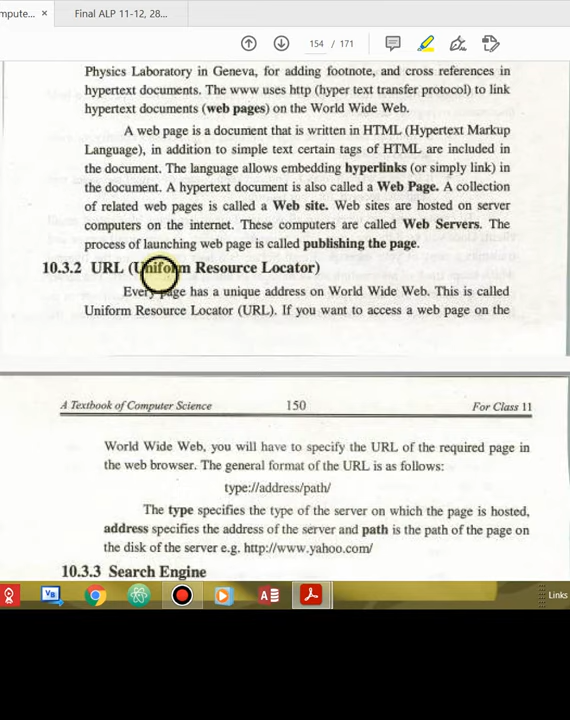 mpute... ×
Final ALP 11-12, 28...
154 / 171
Physics Laboratory in Geneva, for adding footnote, and cross references in
hypertext documents. The www uses http (hyper text transfer protocol) to link
hypertext documents (web pages) on the World Wide Web.
A web page is a document that is written in HTML (Hypertext Markup
Language), in addition to simple text certain tags of HTML are included in
the document. The language allows embedding hyperlinks (or simply link) in
the document. A hypertext document is also called a Web Page. A collection
of related web pages is called a Web site. Web sites are hosted on server
computers on the internet. These computers are called Web Servers. The
process of launching web page is called publishing the page.
10.3.2 URL (Uniform Resource Locator)
Every page has a unique address on World Wide Web. This is called
Uniform Resource Locator (URL). If you want to access a web page on the
A Textbook of Computer Science 150 For Class 11
World Wide Web, you will have to specify the URL of the required page in
the web browser. The general format of the URL is as follows:
type://address/path/
The type specifies the type of the server on which the page is hosted,
address specifies the address of the server and path is the path of the page on
the disk of the server e.g. http://www.yahoo.com/
10.3.3 Search Engine
Links